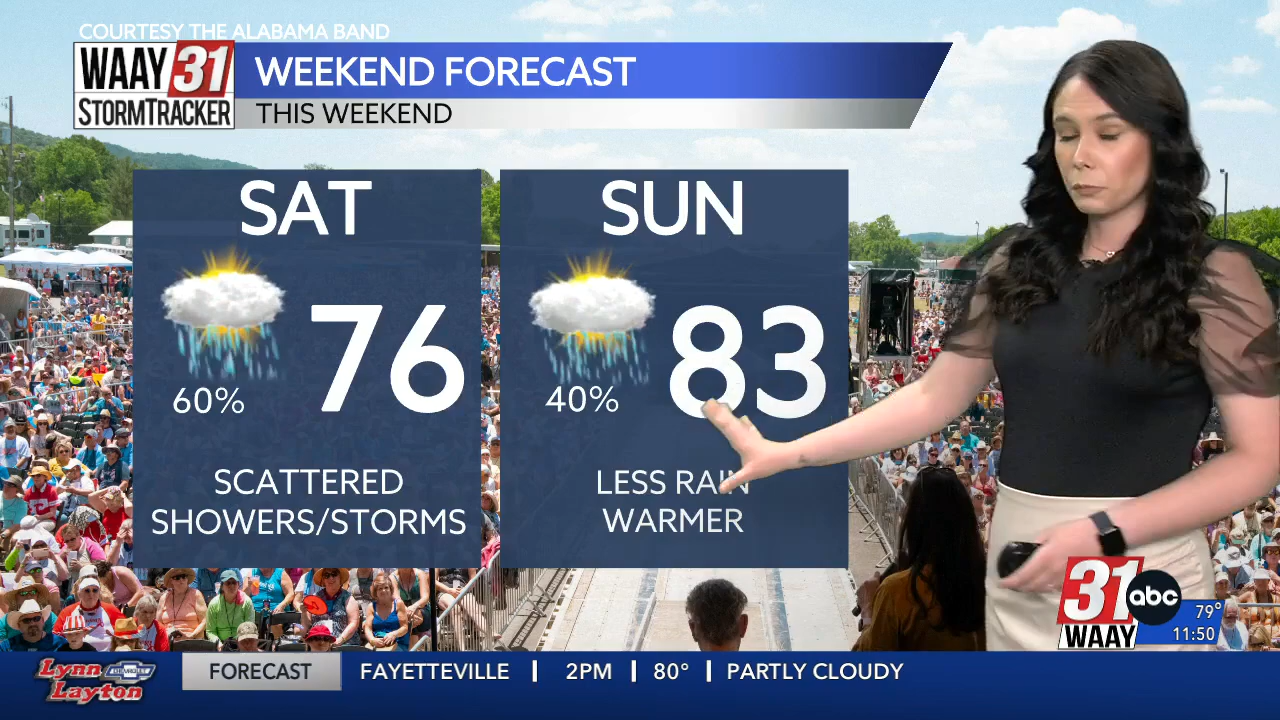 COURTESY THE ALABAMA BAND
WAAY 31
STORMTRACKER
WEEKEND FORECAST
THIS WEEKEND
SAT
60%
76
SCATTERED
SHOWERS/STORMS
SUN
40%
83
LESS RAIN
WARMER
31
WAAY
abc
79°
11:50
Lynn
CHEVROLET
Layton
FORECAST
FAYETTEVILLE | 2PM | 80° | PARTLY CLOUDY